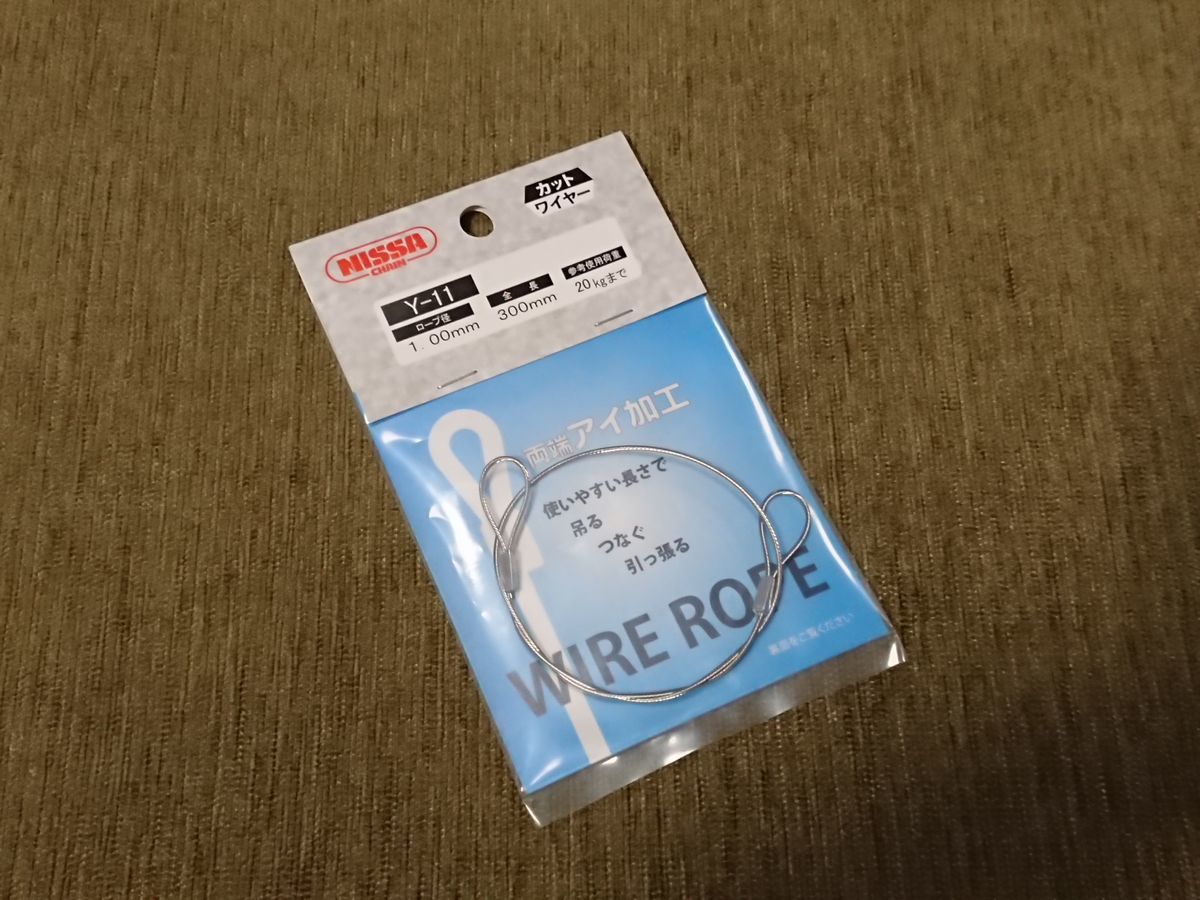 カット
ワイヤー
NISSA
CHAIN
Y-11
ロープ径
1.00mm
全長
300mm
参考使用荷重
20kgまで
両端アイ加工
使いやすい長さで
吊る
つなぐ
引っ張る
WIRE ROPE
裏面をご覧ください